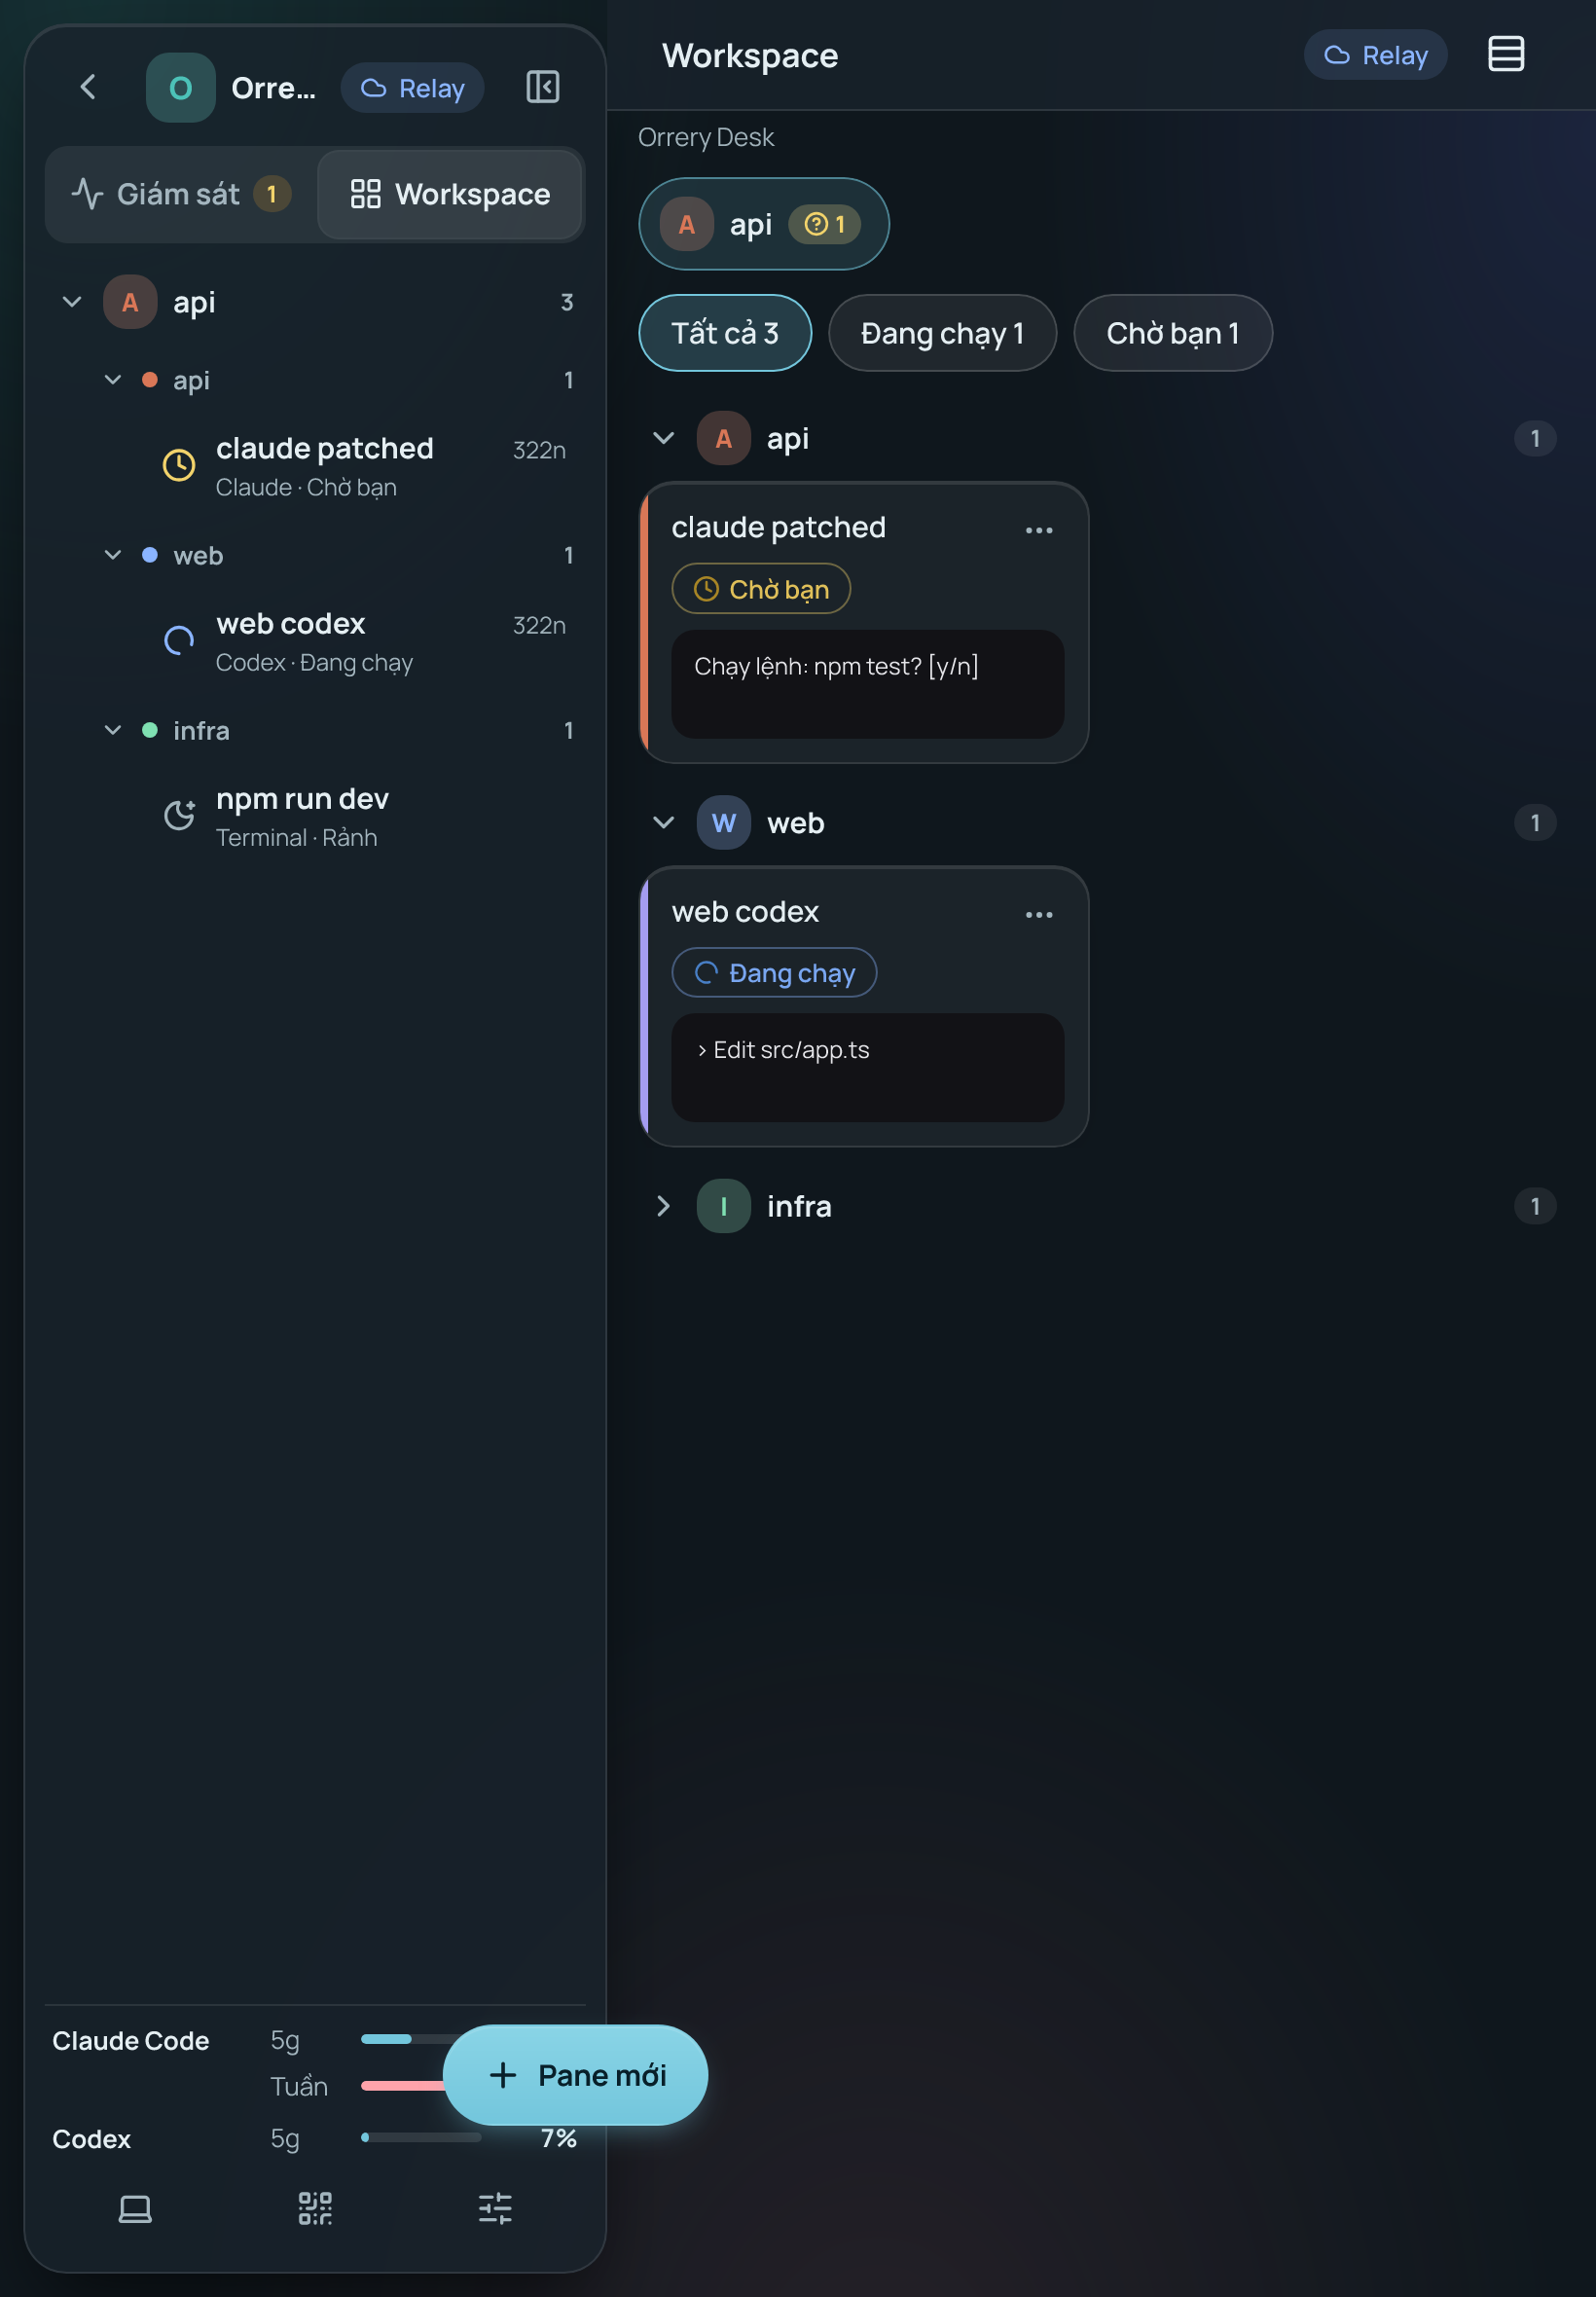 O Orre... Relay
Giám sát 1 Workspace
A api 3
api 1
claude patched 322n
Claude · Chờ bạn
web 1
web codex 322n
Codex · Đang chạy
infra 1
npm run dev
Terminal · Rảnh
Claude Code 5g
Tuần
Codex 5g 7%
Pane mới
Workspace Relay
Orrery Desk
A api 1
Tất cả 3 Đang chạy 1 Chờ bạn 1
A api 1
claude patched
Chờ bạn
Chạy lệnh: npm test? [y/n]
W web 1
web codex
Đang chạy
› Edit src/app.ts
I infra 1